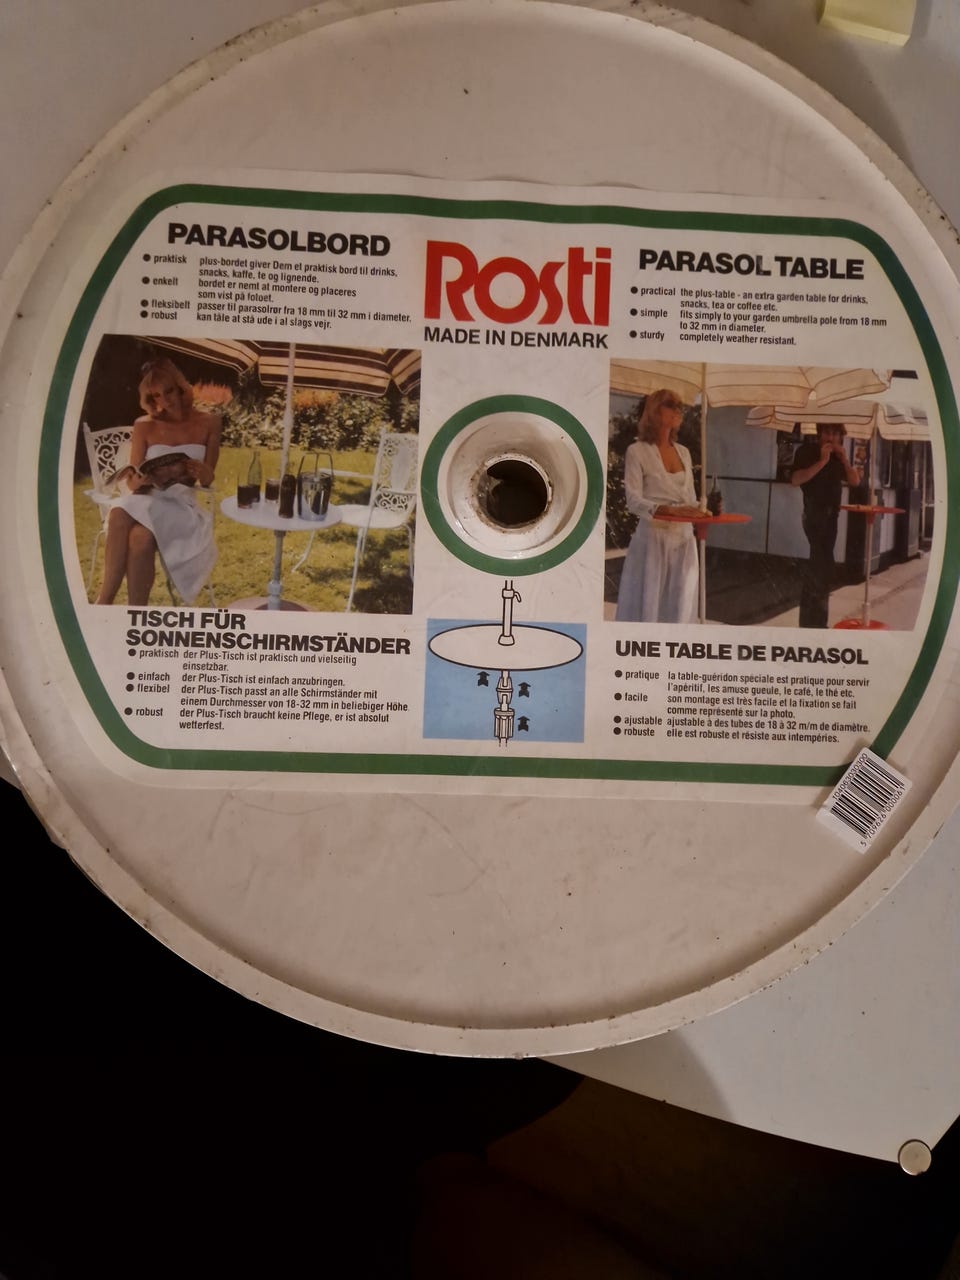 PARASOLBORD
● praktisk plus-bordet giver Dem et praktisk bord til drinks,
snacks, kaffe, te og lignende.
● enkelt bordet er nemt at montere og placeres
som vist på fotoet.
● fleksibelt passer til parasolrør fra 18 mm til 32 mm i diameter.
● robust kan tåle at stå ude i al slags vejr.
Rosti
MADE IN DENMARK
PARASOL TABLE
● practical the plus-table - an extra garden table for drinks,
snacks, tea or coffee etc.
● simple fits simply to your garden umbrella pole from 18 mm
to 32 mm in diameter.
● sturdy completely weather resistant.
TISCH FÜR
SONNENSCHIRMSTÄNDER
● praktisch der Plus-Tisch ist praktisch und vielseitig
einsetzbar.
● einfach der Plus-Tisch ist einfach anzubringen.
● flexibel der Plus-Tisch passt an alle Schirmständer mit
einem Durchmesser von 18-32 mm in beliebiger Höhe.
● robust der Plus-Tisch braucht keine Pflege, er ist absolut
wetterfest.
UNE TABLE DE PARASOL
● pratique la table-guéridon spéciale est pratique pour servir
l'apéritif, les amuse gueule, le café, le thé etc.
● facile son montage est très facile et la fixation se fait
comme représenté sur la photo.
● ajustable ajustable à des tubes de 18 à 32 m/m de diamètre.
● robuste elle est robuste et résiste aux intempéries.